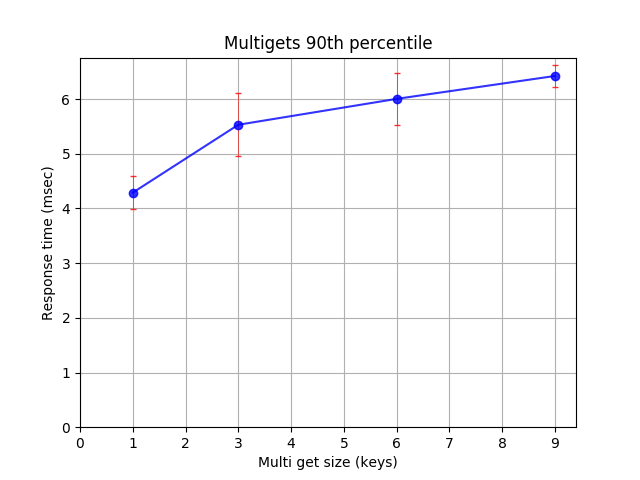 Multigets 90th percentile
Response time (msec)
6
5
4
3
2
1
0
0 1 2 3 4 5 6 7 8 9
Multi get size (keys)